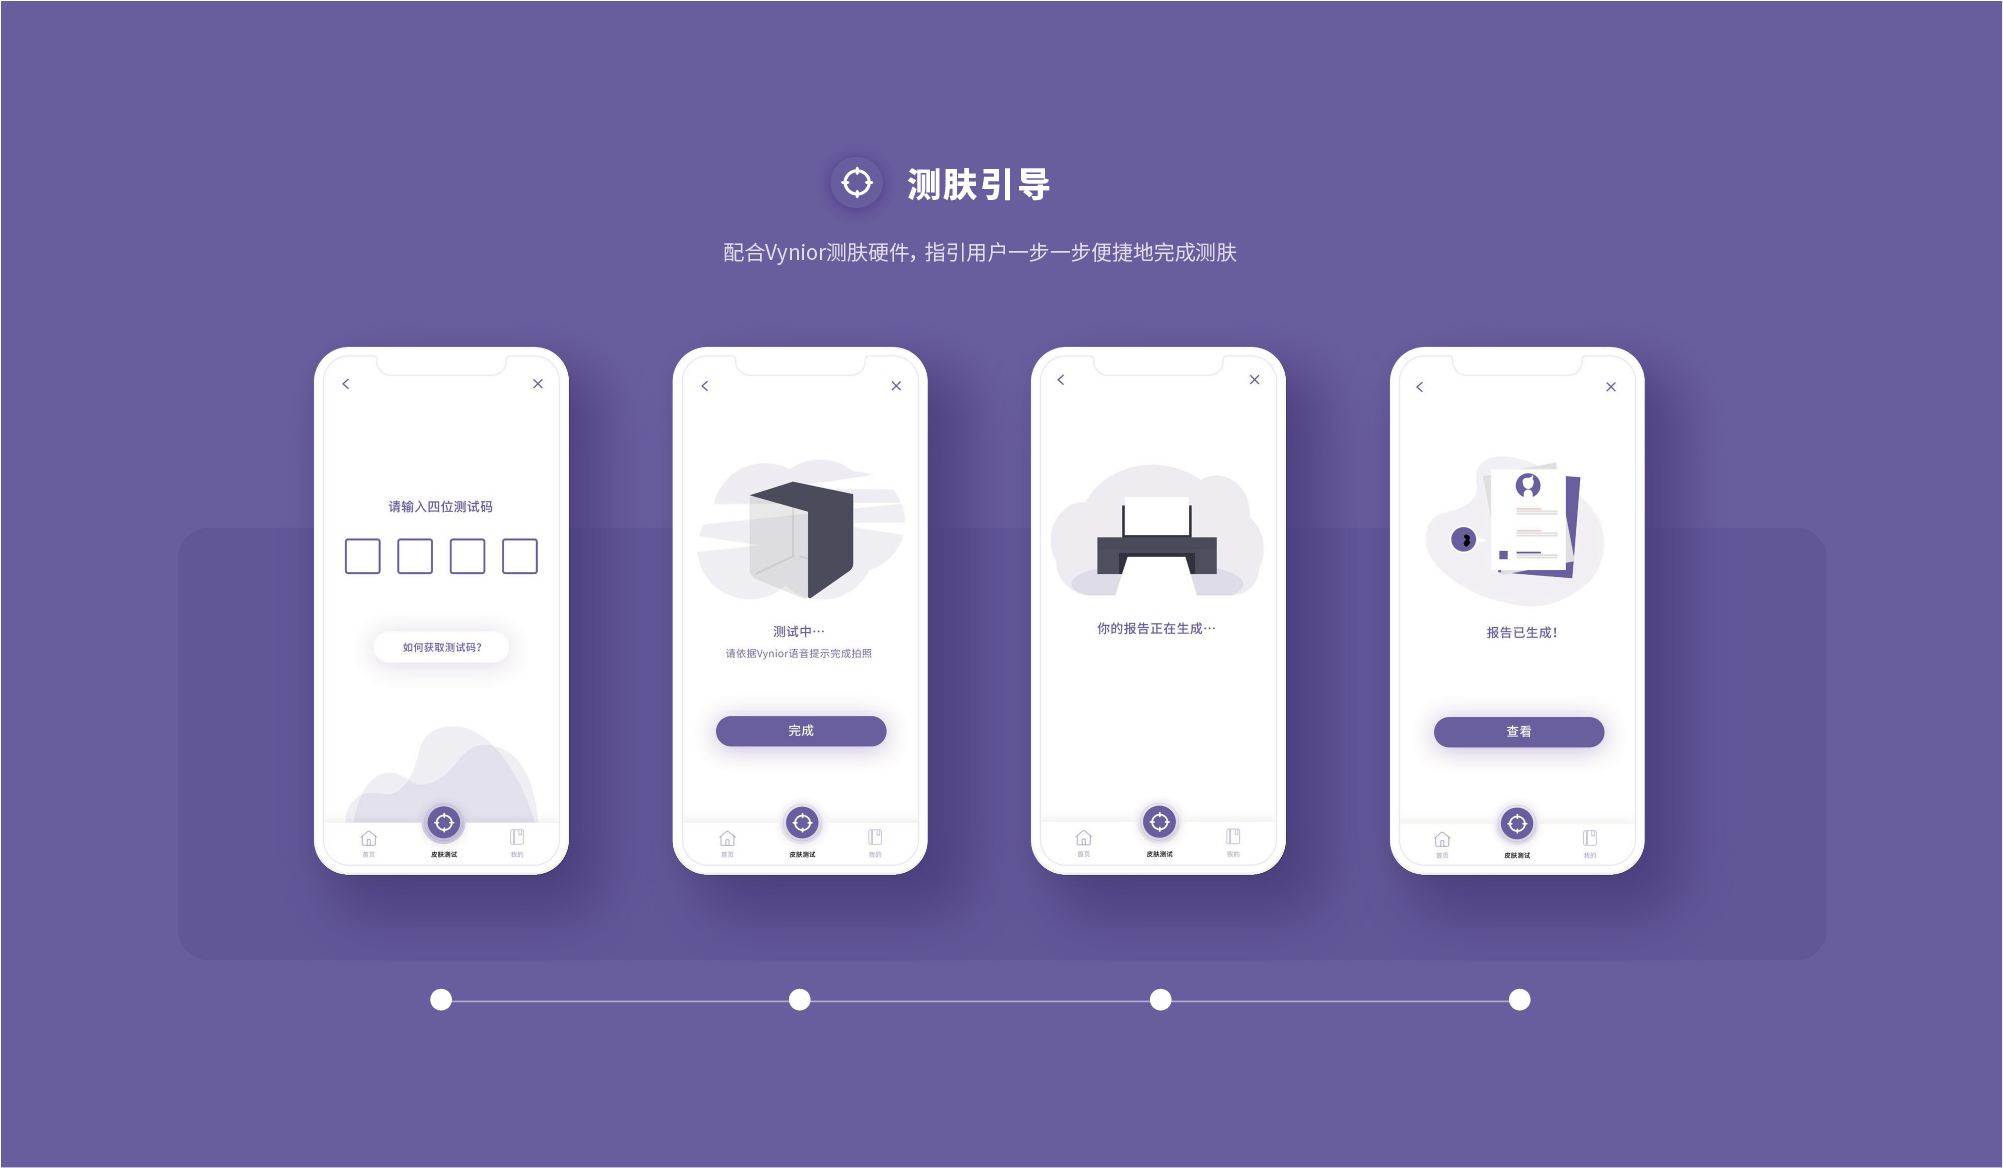 测肤引导
配合Vynior测肤硬件，指引用户一步一步便捷地完成测肤
请输入四位测试码
如何获取测试码？
首页
皮肤测试
我的
测试中…
请依据Vynior语音提示完成拍照
完成
首页
皮肤测试
我的
你的报告正在生成…
首页
皮肤测试
我的
报告已生成！
查看
首页
皮肤测试
我的